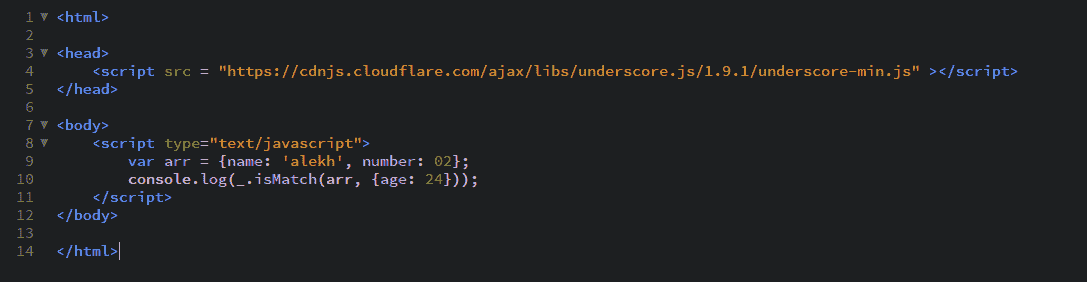 1 <html>
2
3 <head>
4 <script src = "https://cdnjs.cloudflare.com/ajax/libs/underscore.js/1.9.1/underscore-min.js" ></script>
5 </head>
6
7 <body>
8 <script type="text/javascript">
9 var arr = {name: 'alekh', number: 02};
10 console.log(_.isMatch(arr, {age: 24}));
11 </script>
12 </body>
13
14 </html>